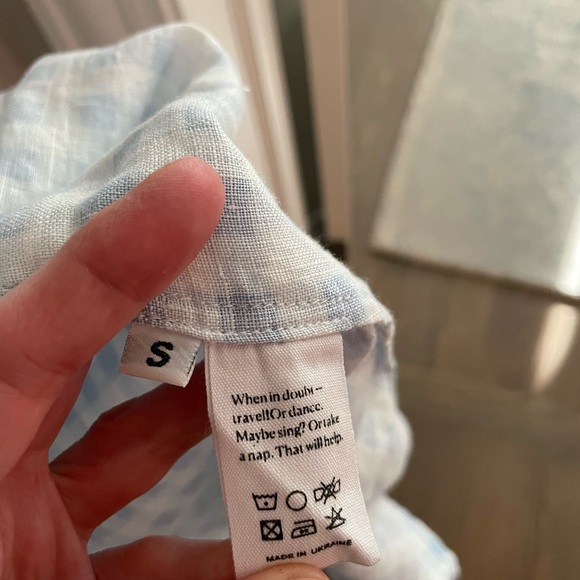 S
When in doubt –
travel!Or dance.
Maybe sing? Or take
a nap. That will help.
MADE IN UKRAINE